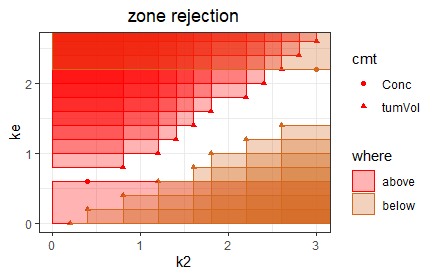 zone rejection
ke
2
1
0
0
1
2
3
k2
cmt
Conc
tumVol
where
above
below